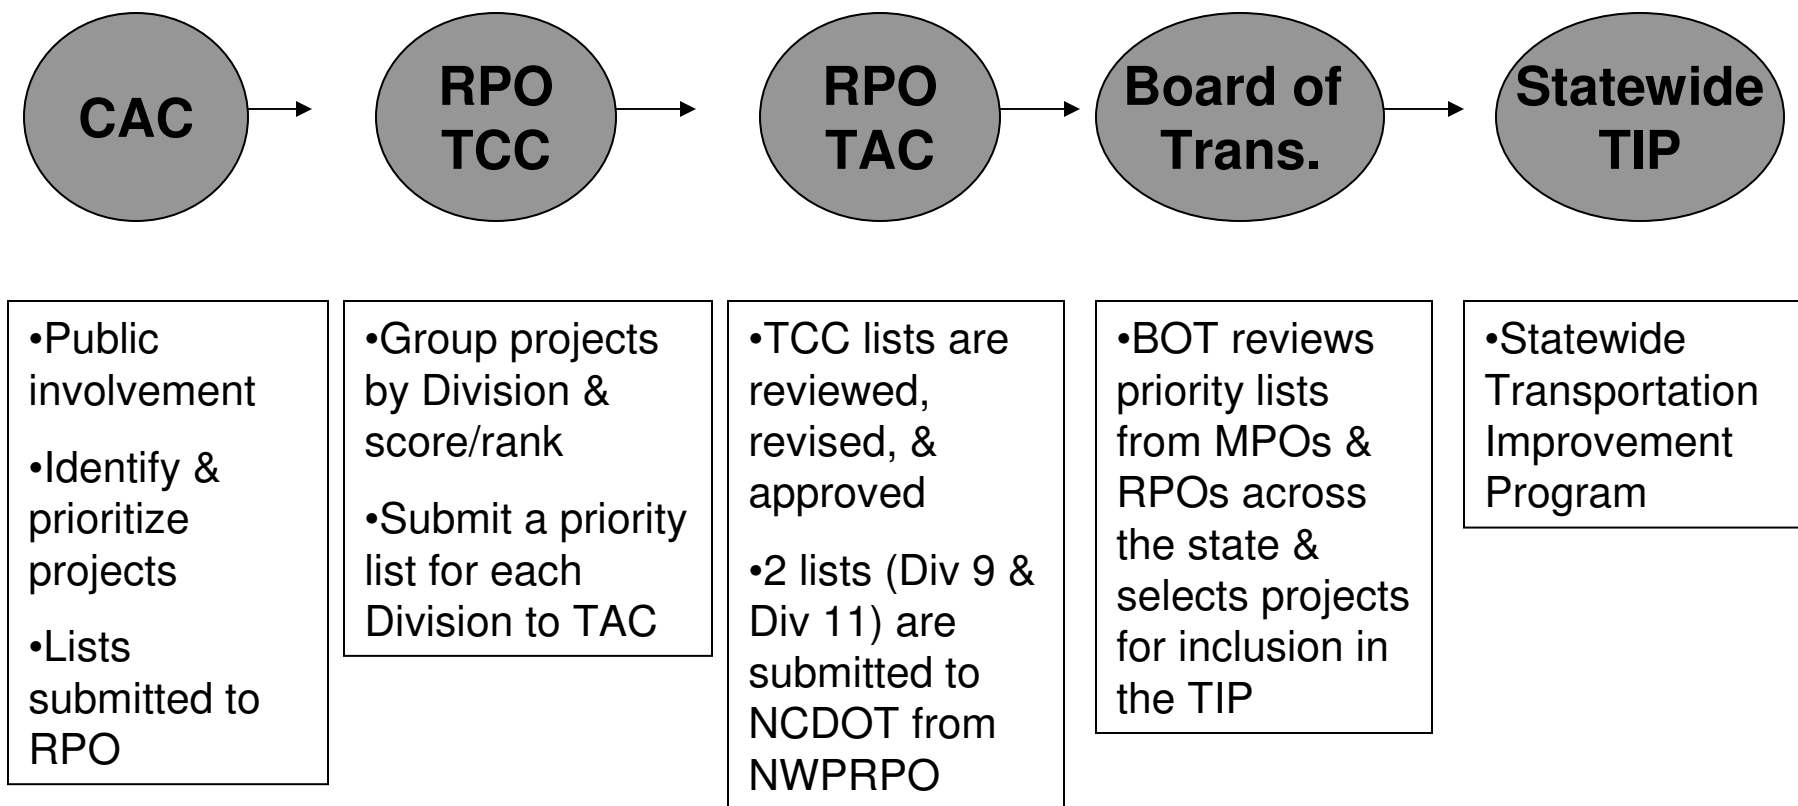 CAC
RPO
TCC
RPO
TAC
Board of
Trans.
Statewide
TIP
•Public
involvement
•Identify &
prioritize
projects
•Lists
submitted to
RPO
•Group projects
by Division &
score/rank
•Submit a priority
list for each
Division to TAC
•TCC lists are
reviewed,
revised, &
approved
•2 lists (Div 9 &
Div 11) are
submitted to
NCDOT from
NWPRPO
•BOT reviews
priority lists
from MPOs &
RPOs across
the state &
selects projects
for inclusion in
the TIP
•Statewide
Transportation
Improvement
Program